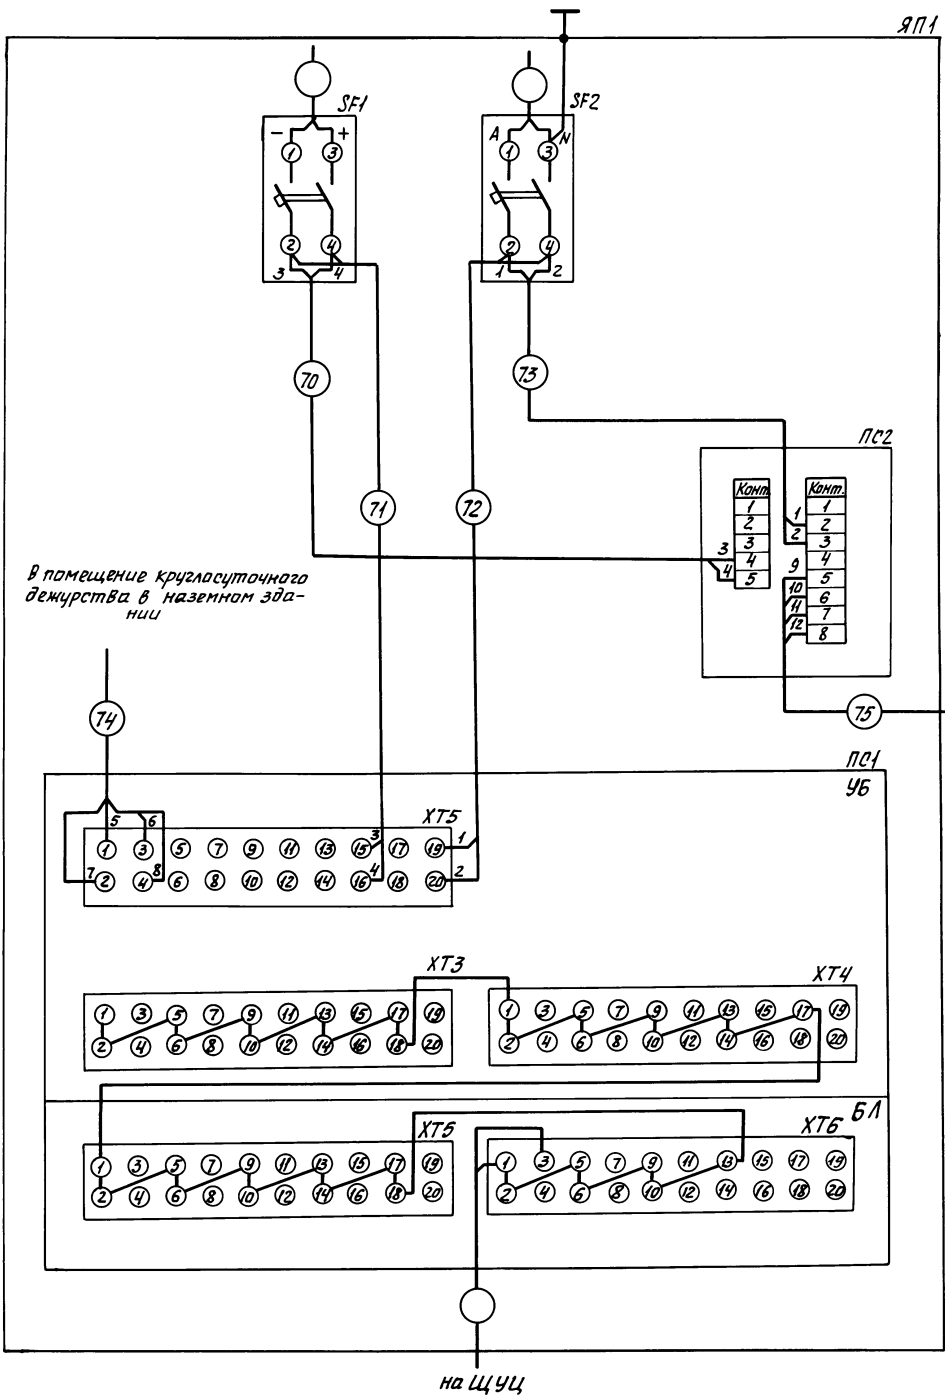 ЯП1
SF1
SF2
- +
1 3
2 4
3 4
A N
1 3
2 4
1 2
70
73
71
72
ПС2
Конт.
1
2
3
4
5
3
4
Конт.
1
2
3
4
5
6
7
8
1
2
9
10
11
12
75
В помещение круглосуточного
дежурства в наземном зда-
нии
74
ПС1
УБ
ХТ5
5 6
7 8
3
4
1
2
1 3 5 7 9 11 13 15 17 19
2 4 6 8 10 12 14 16 18 20
ХТ3
1 3 5 7 9 11 13 15 17 19
2 4 6 8 10 12 14 16 18 20
ХТ4
1 3 5 7 9 11 13 15 17 19
2 4 6 8 10 12 14 16 18 20
БЛ
ХТ5
1 3 5 7 9 11 13 15 17 19
2 4 6 8 10 12 14 16 18 20
ХТ6
1 3 5 7 9 11 13 15 17 19
2 4 6 8 10 12 14 16 18 20
на ЩУЦ